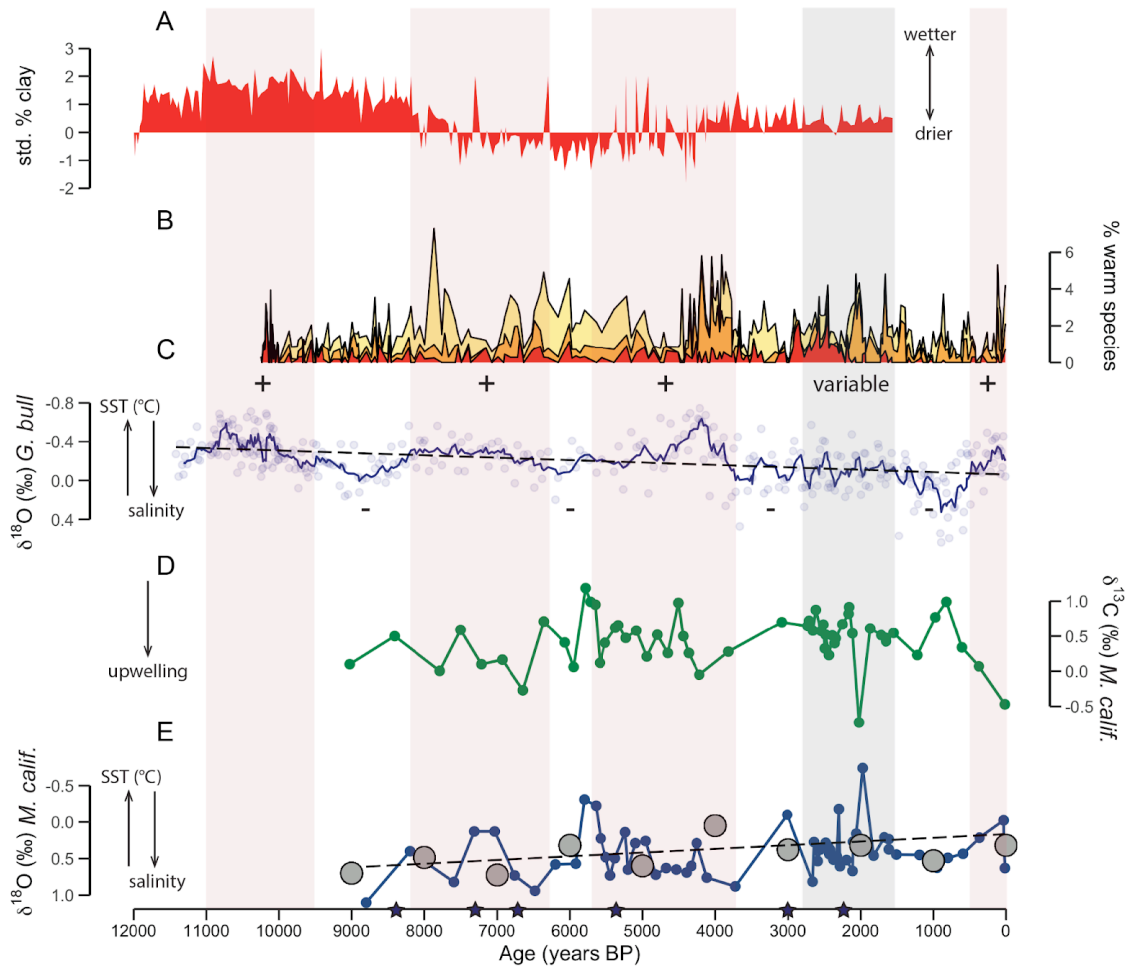 A
std. % clay
3
2
1
0
-1
-2
wetter
drier
B
% warm species
6
4
2
0
C
+ + + +
variable
δ18O (‰) G. bull
-0.8
-0.4
0.0
0.4
SST (°C)
salinity
- - - -
D
upwelling
δ13C (‰) M. calif.
1.0
0.5
0.0
-0.5
E
δ18O (‰) M. calif.
-0.5
0.0
0.5
1.0
SST (°C)
salinity
12000 11000 10000 9000 8000 7000 6000 5000 4000 3000 2000 1000 0
Age (years BP)